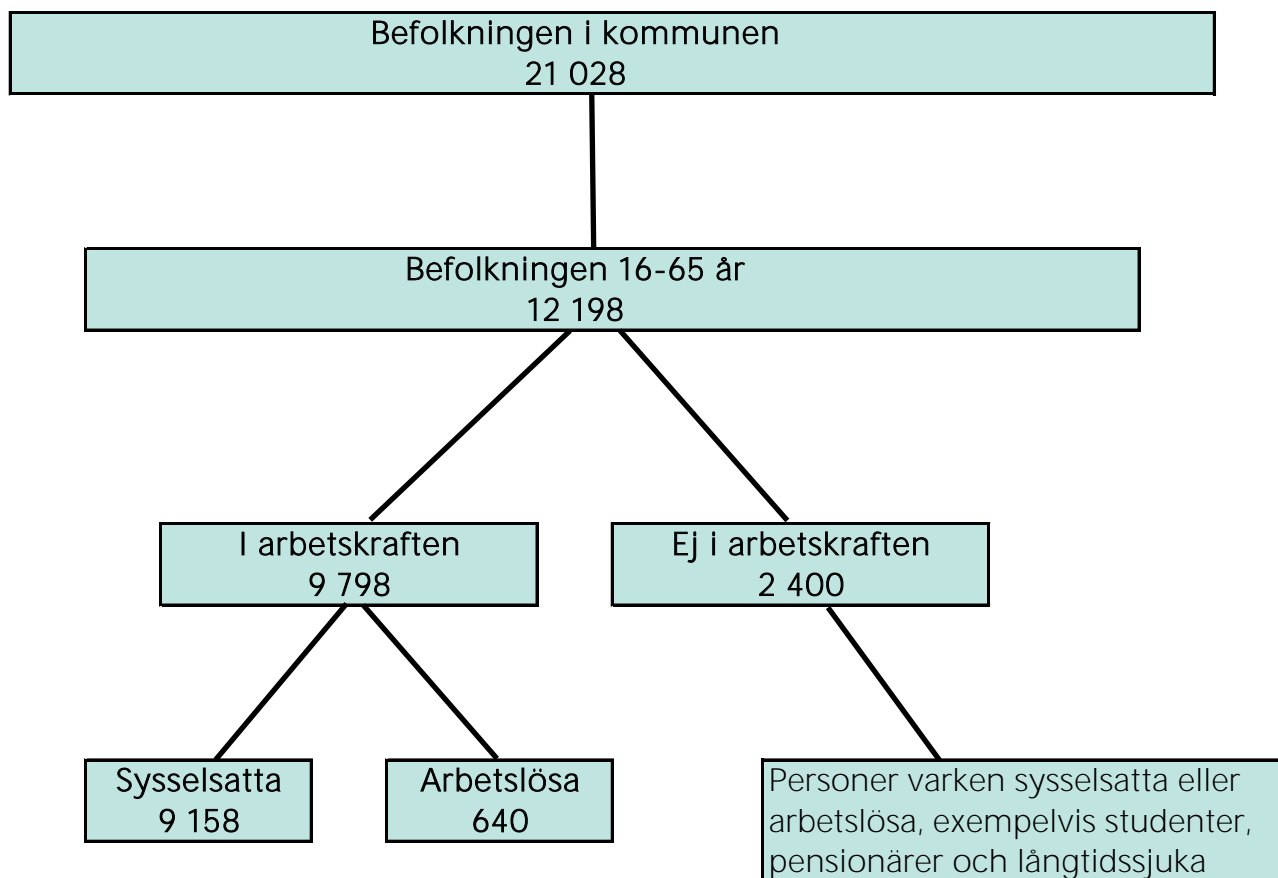 Befolkningen i kommunen
21 028
Befolkningen 16-65 år
12 198
I arbetskraften
9 798
Ej i arbetskraften
2 400
Sysselsatta
9 158
Arbetslösa
640
Personer varken sysselsatta eller
arbetslösa, exempelvis studenter,
pensionärer och långtidssjuka